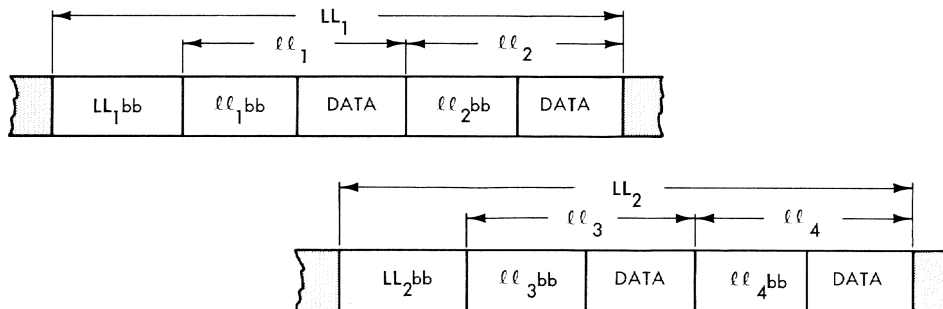 LL₁
ℓℓ₁ ℓℓ₂
LL₁bb ℓℓ₁bb DATA ℓℓ₂bb DATA
LL₂
ℓℓ₃ ℓℓ₄
LL₂bb ℓℓ₃bb DATA ℓℓ₄bb DATA